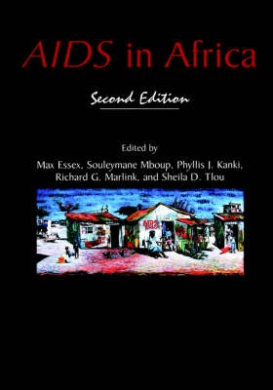 AIDS in Africa
Second Edition
Edited by
Max Essex, Souleymane Mboup, Phyllis J. Kanki,
Richard G. Marlink, and Sheila D. Tlou